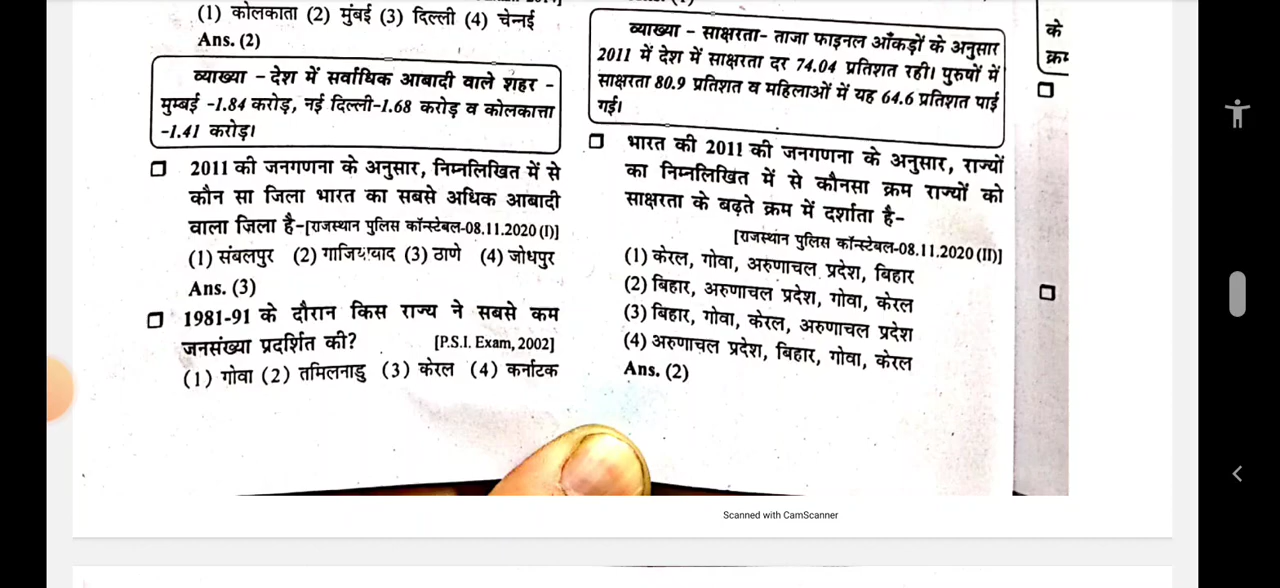 (1) कोलकाता (2) मुंबई (3) दिल्ली (4) चेन्नई
Ans. (2)
व्याख्या - देश में सर्वाधिक आबादी वाले शहर -
मुम्बई -1.84 करोड़, नई दिल्ली-1.68 करोड़ व कोलकात्ता
-1.41 करोड़।
2011 की जनगणना के अनुसार, निम्नलिखित में से
कौन सा जिला भारत का सबसे अधिक आबादी
वाला जिला है-[राजस्थान पुलिस कॉन्स्टेबल-08.11.2020 (I)]
(1) संबलपुर (2) गाजियाबाद (3) ठाणे (4) जोधपुर
Ans. (3)
1981-91 के दौरान किस राज्य ने सबसे कम
जनसंख्या प्रदर्शित की? [P.S.I. Exam, 2002]
(1) गोवा (2) तमिलनाडु (3) केरल (4) कर्नाटक
व्याख्या - साक्षरता- ताजा फाइनल आँकड़ों के अनुसार
2011 में देश में साक्षरता दर 74.04 प्रतिशत रही। पुरुषों में
साक्षरता 80.9 प्रतिशत व महिलाओं में यह 64.6 प्रतिशत पाई
गई।
भारत की 2011 की जनगणना के अनुसार, राज्यों
का निम्नलिखित में से कौनसा क्रम राज्यों को
साक्षरता के बढ़ते क्रम में दर्शाता है-
[राजस्थान पुलिस कॉन्स्टेबल-08.11.2020 (II)]
(1) केरल, गोवा, अरुणाचल प्रदेश, बिहार
(2) बिहार, अरुणाचल प्रदेश, गोवा, केरल
(3) बिहार, गोवा, केरल, अरुणाचल प्रदेश
(4) अरुणाचल प्रदेश, बिहार, गोवा, केरल
Ans. (2)
के
Scanned with CamScanner